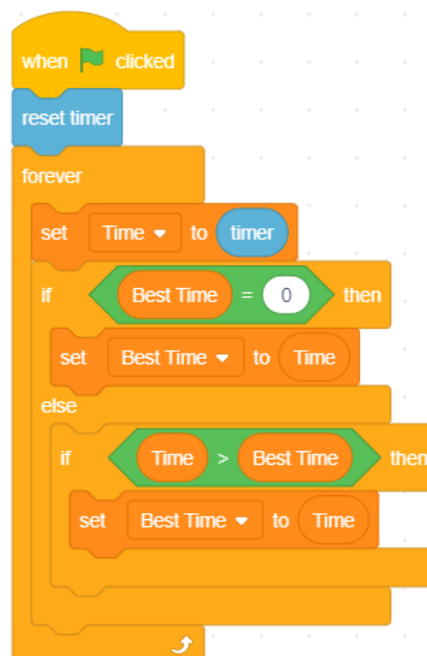 when clicked
reset timer
forever
set Time to timer
if Best Time = 0 then
set Best Time to Time
else
if Time > Best Time then
set Best Time to Time